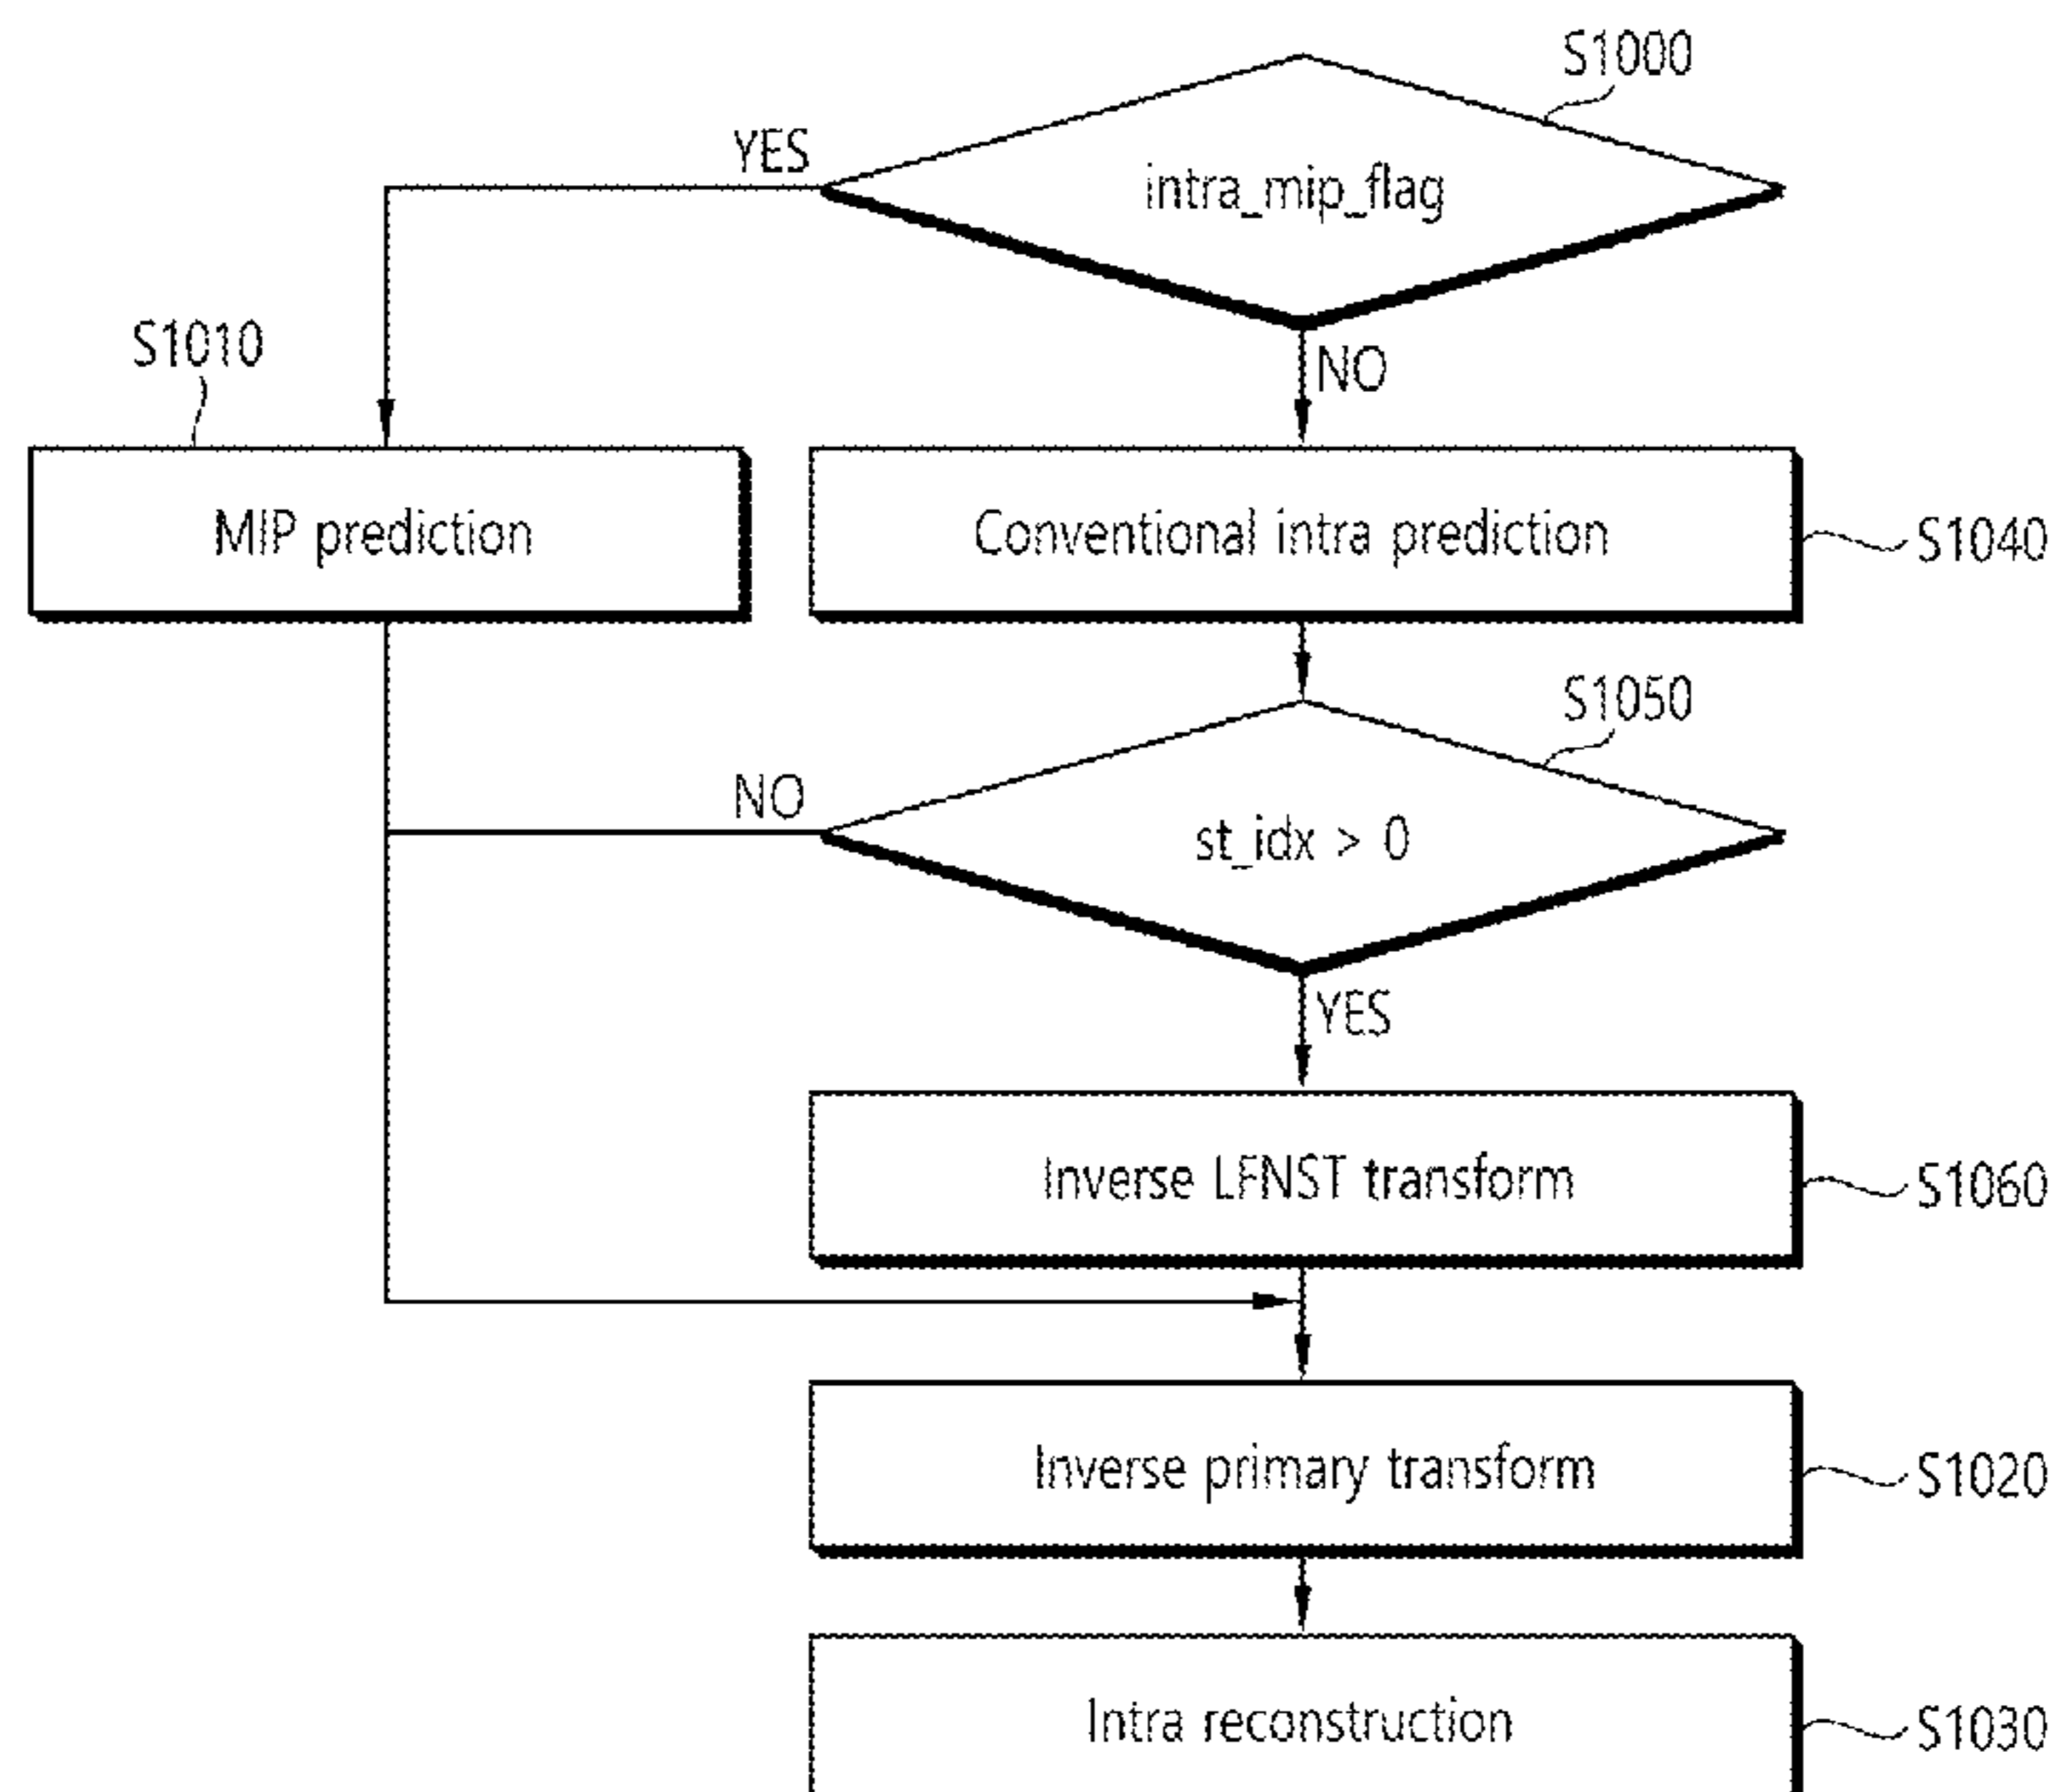 S1000
YES
intra_mip_flag
NO
S1010
MIP prediction
Conventional intra prediction
S1040
S1050
NO
st_idx > 0
YES
Inverse LFNST transform
S1060
Inverse primary transform
S1020
Intra reconstruction
S1030